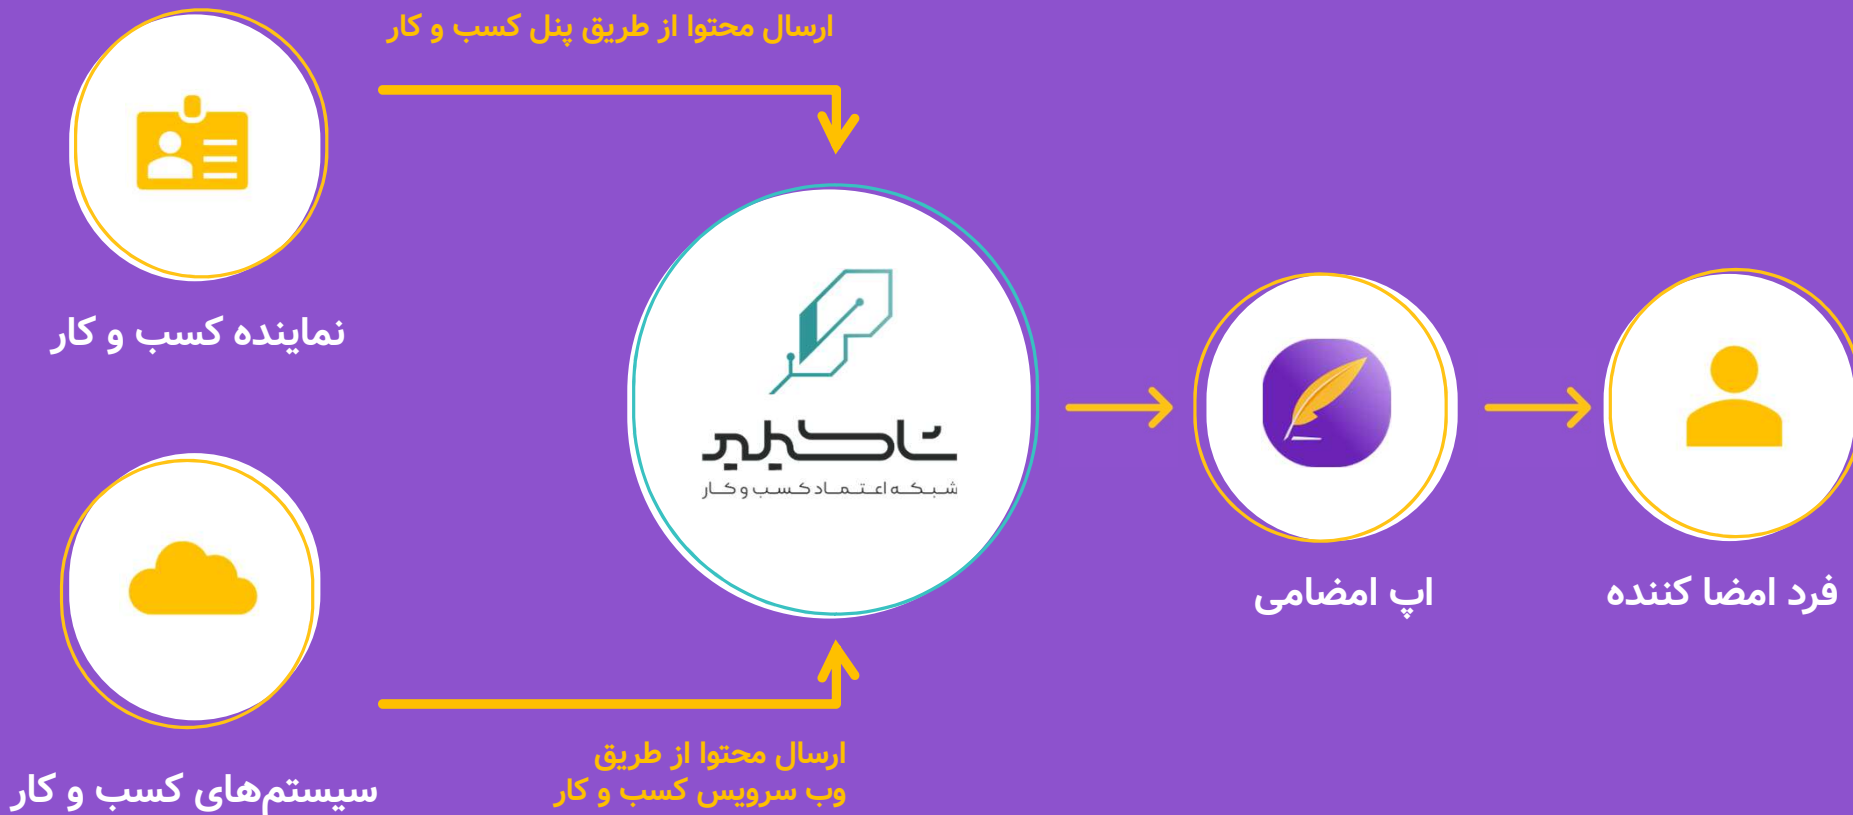 ارسال محتوا از طریق پنل کسب و کار
نماینده کسب و کار
تاکیلید
شبکه اعتماد کسب و کار
اپ امضامی
فرد امضا کننده
ارسال محتوا از طریق
وب سرویس کسب و کار
سیستم‌های کسب و کار